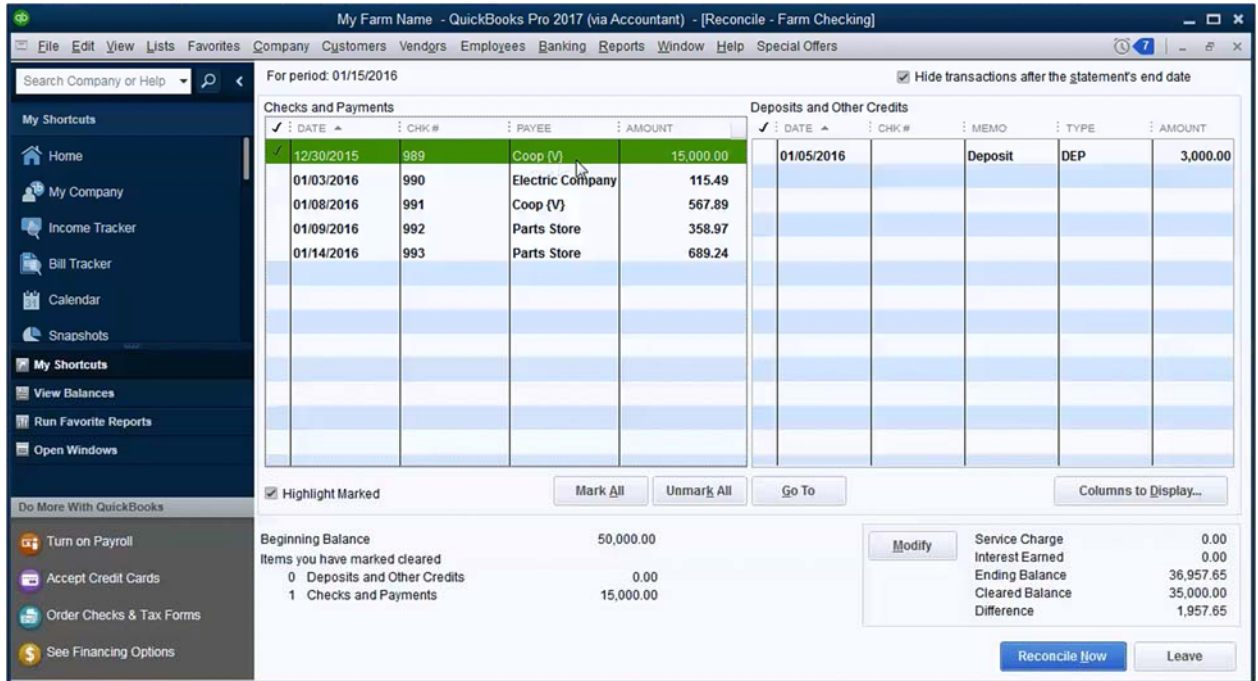 qb My Farm Name - QuickBooks Pro 2017 (via Accountant) - [Reconcile - Farm Checking]
File Edit View Lists Favorites Company Customers Vendors Employees Banking Reports Window Help Special Offers 7
Search Company or Help
For period: 01/15/2016
Hide transactions after the statement's end date
My Shortcuts
Home
My Company
Income Tracker
Bill Tracker
Calendar
Snapshots
My Shortcuts
View Balances
Run Favorite Reports
Open Windows
Do More With QuickBooks
Turn on Payroll
Accept Credit Cards
Order Checks & Tax Forms
See Financing Options
Checks and Payments
✓ DATE CHK # PAYEE AMOUNT
✓ 12/30/2015 989 Coop {V} 15,000.00
01/03/2016 990 Electric Company 115.49
01/08/2016 991 Coop {V} 567.89
01/09/2016 992 Parts Store 358.97
01/14/2016 993 Parts Store 689.24
Deposits and Other Credits
✓ DATE CHK # MEMO TYPE AMOUNT
01/05/2016 Deposit DEP 3,000.00
Highlight Marked Mark All Unmark All Go To Columns to Display...
Beginning Balance 50,000.00
Items you have marked cleared
0 Deposits and Other Credits 0.00
1 Checks and Payments 15,000.00
Modify
Service Charge 0.00
Interest Earned 0.00
Ending Balance 36,957.65
Cleared Balance 35,000.00
Difference 1,957.65
Reconcile Now Leave